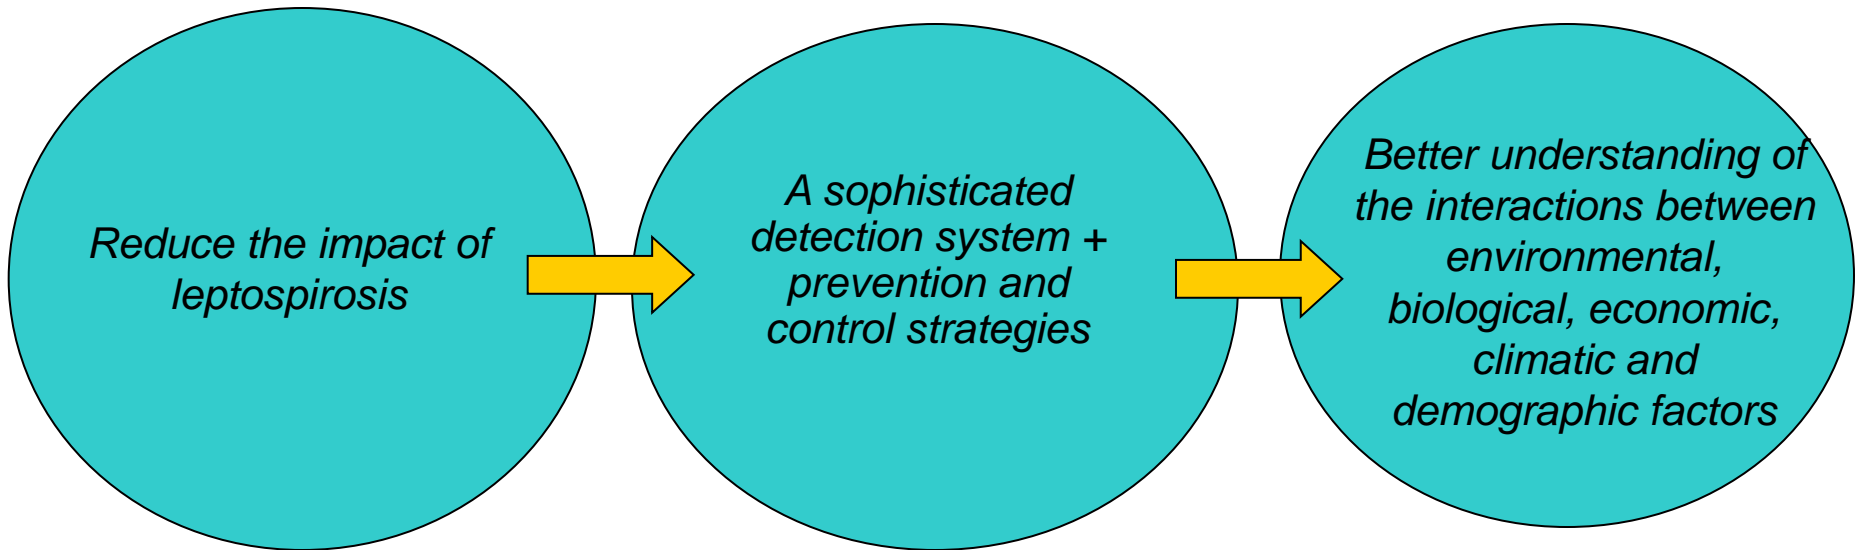 Reduce the impact of
leptospirosis
A sophisticated
detection system +
prevention and
control strategies
Better understanding of
the interactions between
environmental,
biological, economic,
climatic and
demographic factors